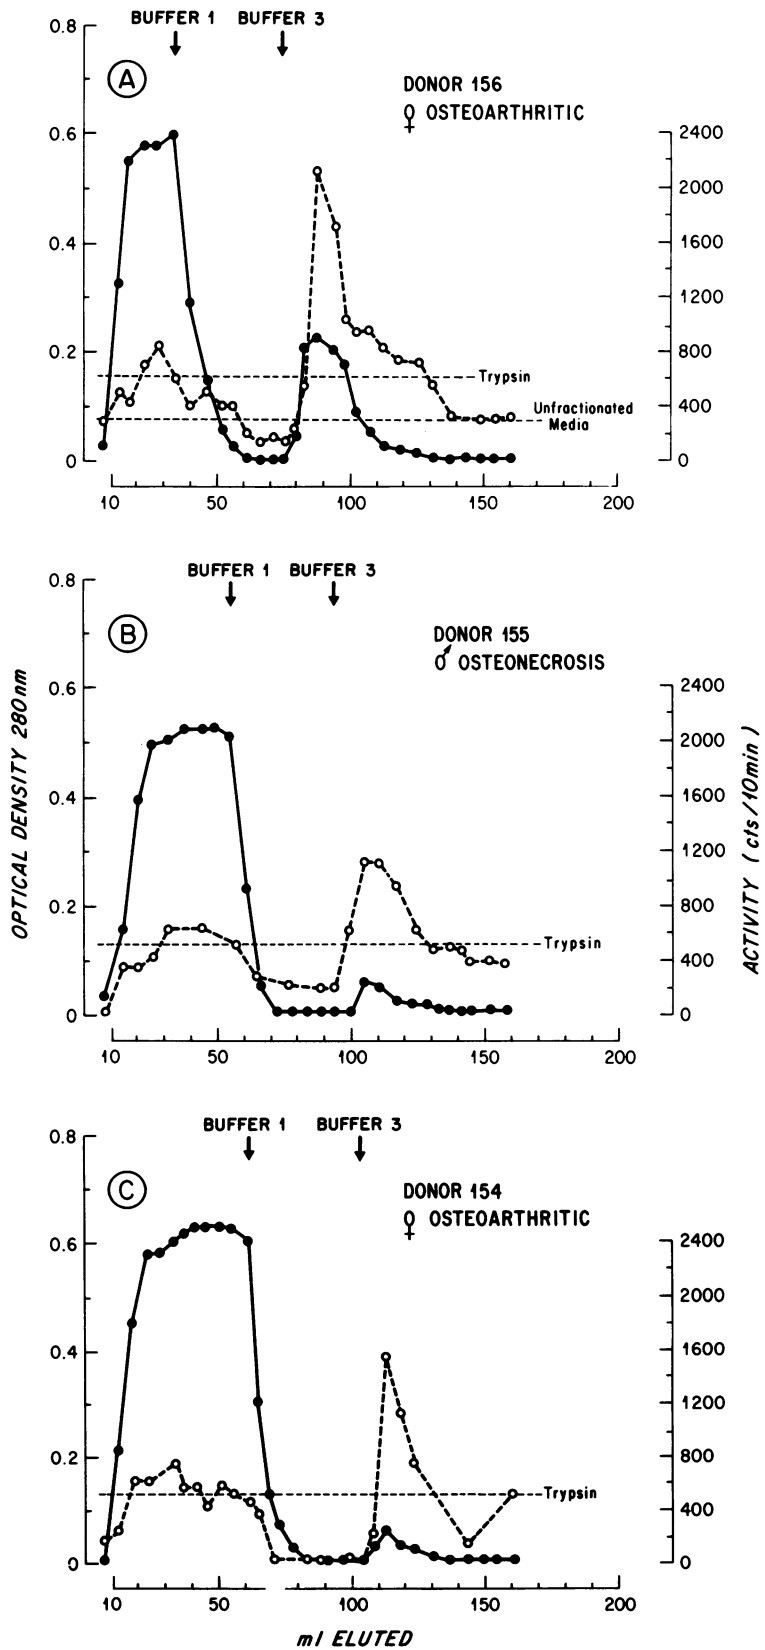 BUFFER 1 BUFFER 3
0.8
A
DONOR 156
♀ OSTEOARTHRITIC
0.6 2400
2000
0.4 1600
1200
0.2 800
Trypsin
Unfractionated
Media
400
0 0
10 50 100 150 200
BUFFER 1 BUFFER 3
0.8
B
DONOR 155
♂ OSTEONECROSIS
0.6 2400
2000
0.4 1600
1200
0.2 800
Trypsin
400
0 0
10 50 100 150 200
OPTICAL DENSITY 280nm
ACTIVITY (cts/10min)
BUFFER 1 BUFFER 3
0.8
C
DONOR 154
♀ OSTEOARTHRITIC
0.6 2400
2000
0.4 1600
1200
0.2 800
Trypsin
400
0 0
10 50 100 150 200
ml ELUTED